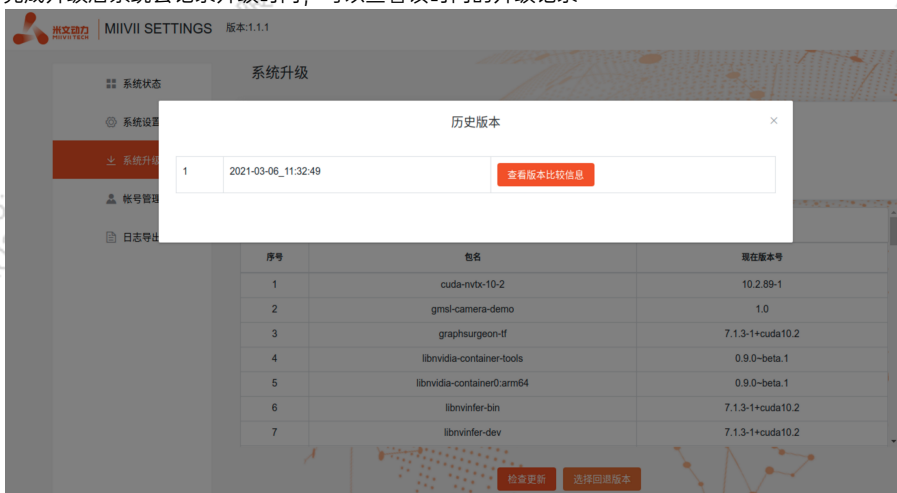 完成升级后系统会记录升级时间，可以查看该时间的升级记录
米文动力 MIIVII TECH MIIVII SETTINGS 版本:1.1.1
系统状态
系统升级
系统设置
系统升级
帐号管理
日志导出
历史版本 ×
1 2021-03-06_11:32:49 查看版本比较信息
序号 包名 现在版本号
1 cuda-nvtx-10-2 10.2.89-1
2 gmsl-camera-demo 1.0
3 graphsurgeon-tf 7.1.3-1+cuda10.2
4 libnvidia-container-tools 0.9.0~beta.1
5 libnvidia-container0:arm64 0.9.0~beta.1
6 libnvinfer-bin 7.1.3-1+cuda10.2
7 libnvinfer-dev 7.1.3-1+cuda10.2
检查更新 选择回退版本